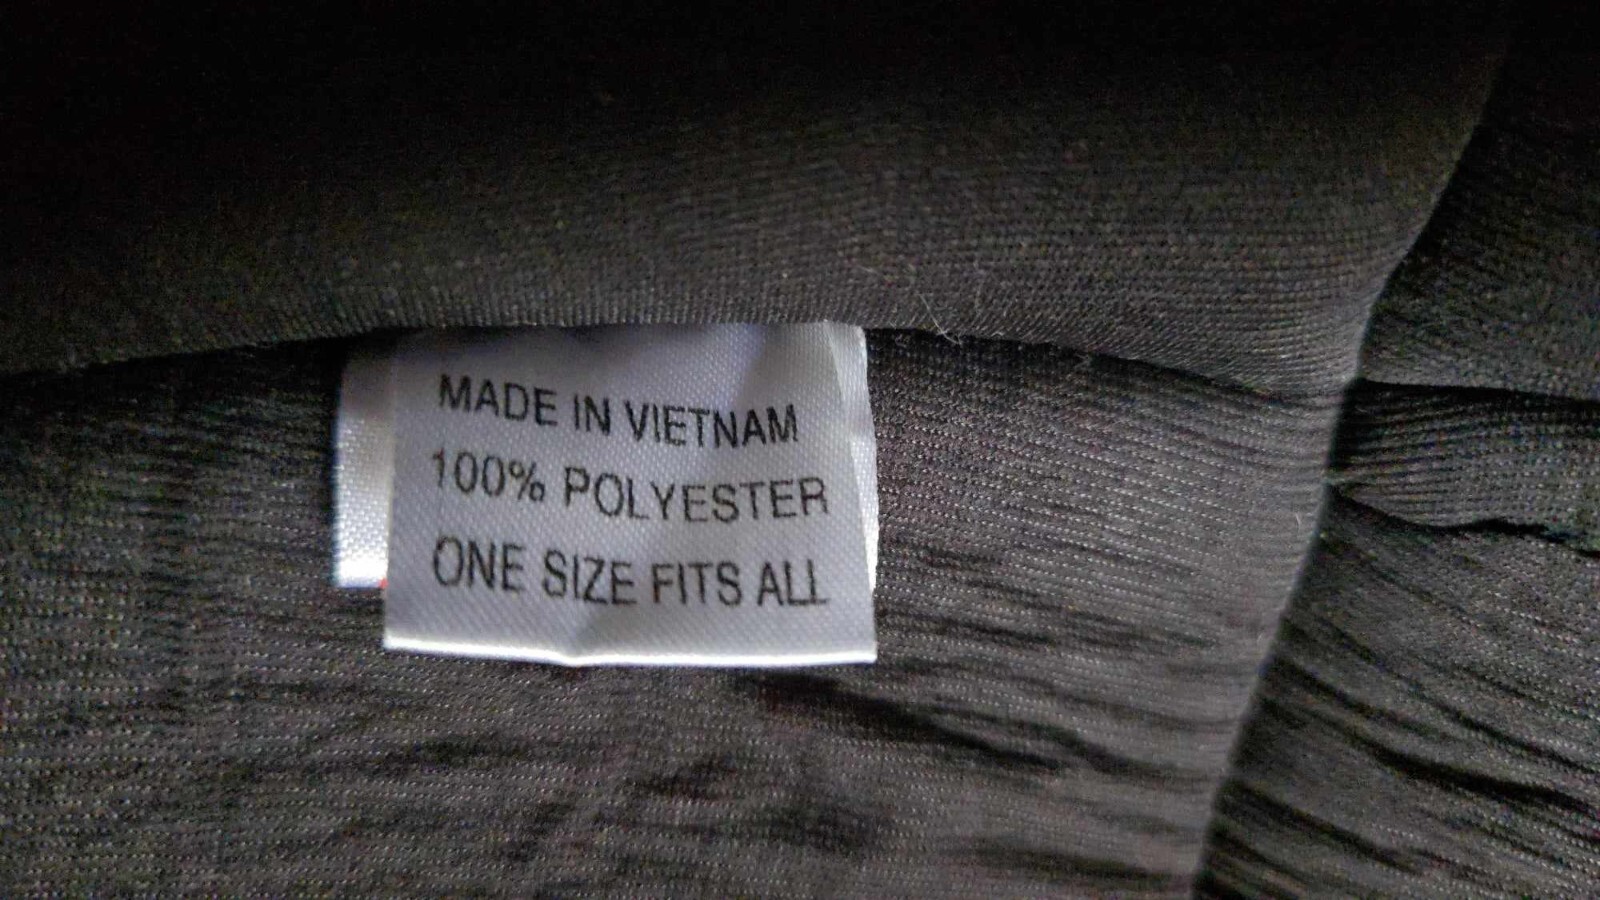 MADE IN VIETNAM
100% POLYESTER
ONE SIZE FITS ALL